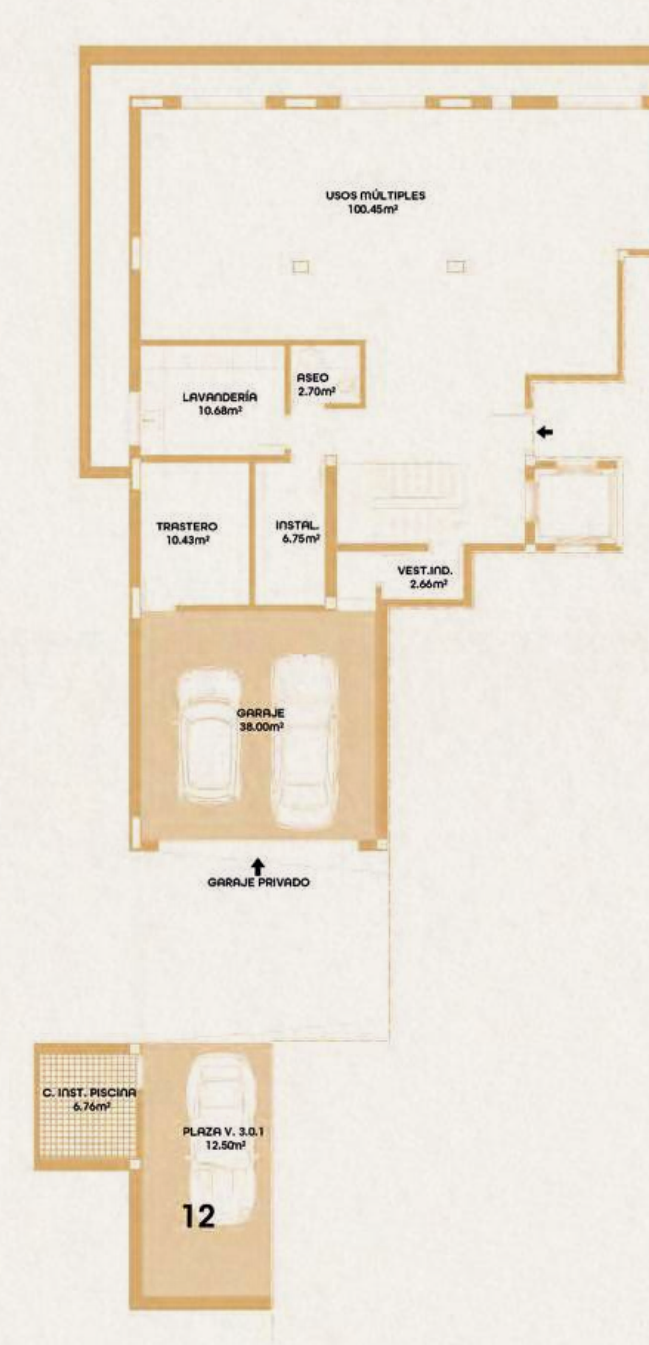 USOS MÚLTIPLES
100.45m²
ASEO
2.70m²
LAVANDERÍA
10.68m²
TRASTERO
10.43m²
INSTAL.
6.75m²
VEST.IND.
2.66m²
GARAJE
38.00m²
GARAJE PRIVADO
C. INST. PISCINA
6.76m²
PLAZA V. 3.0.1
12.50m²
12